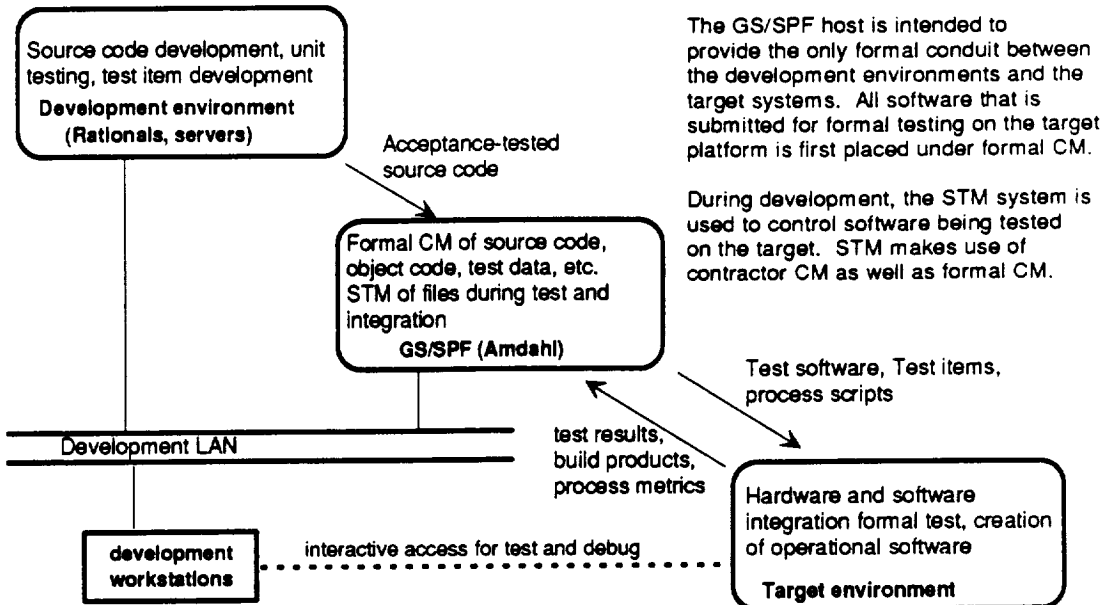 Source code development, unit
testing, test item development
Development environment
(Rationals, servers)
The GS/SPF host is intended to
provide the only formal conduit between
the development environments and the
target systems. All software that is
submitted for formal testing on the target
platform is first placed under formal CM.
During development, the STM system is
used to control software being tested
on the target. STM makes use of
contractor CM as well as formal CM.
Acceptance-tested
source code
Formal CM of source code,
object code, test data, etc.
STM of files during test and
integration
GS/SPF (Amdahl)
Test software, Test items,
process scripts
test results,
build products,
process metrics
Development LAN
Hardware and software
integration formal test, creation
of operational software
Target environment
development
workstations
interactive access for test and debug